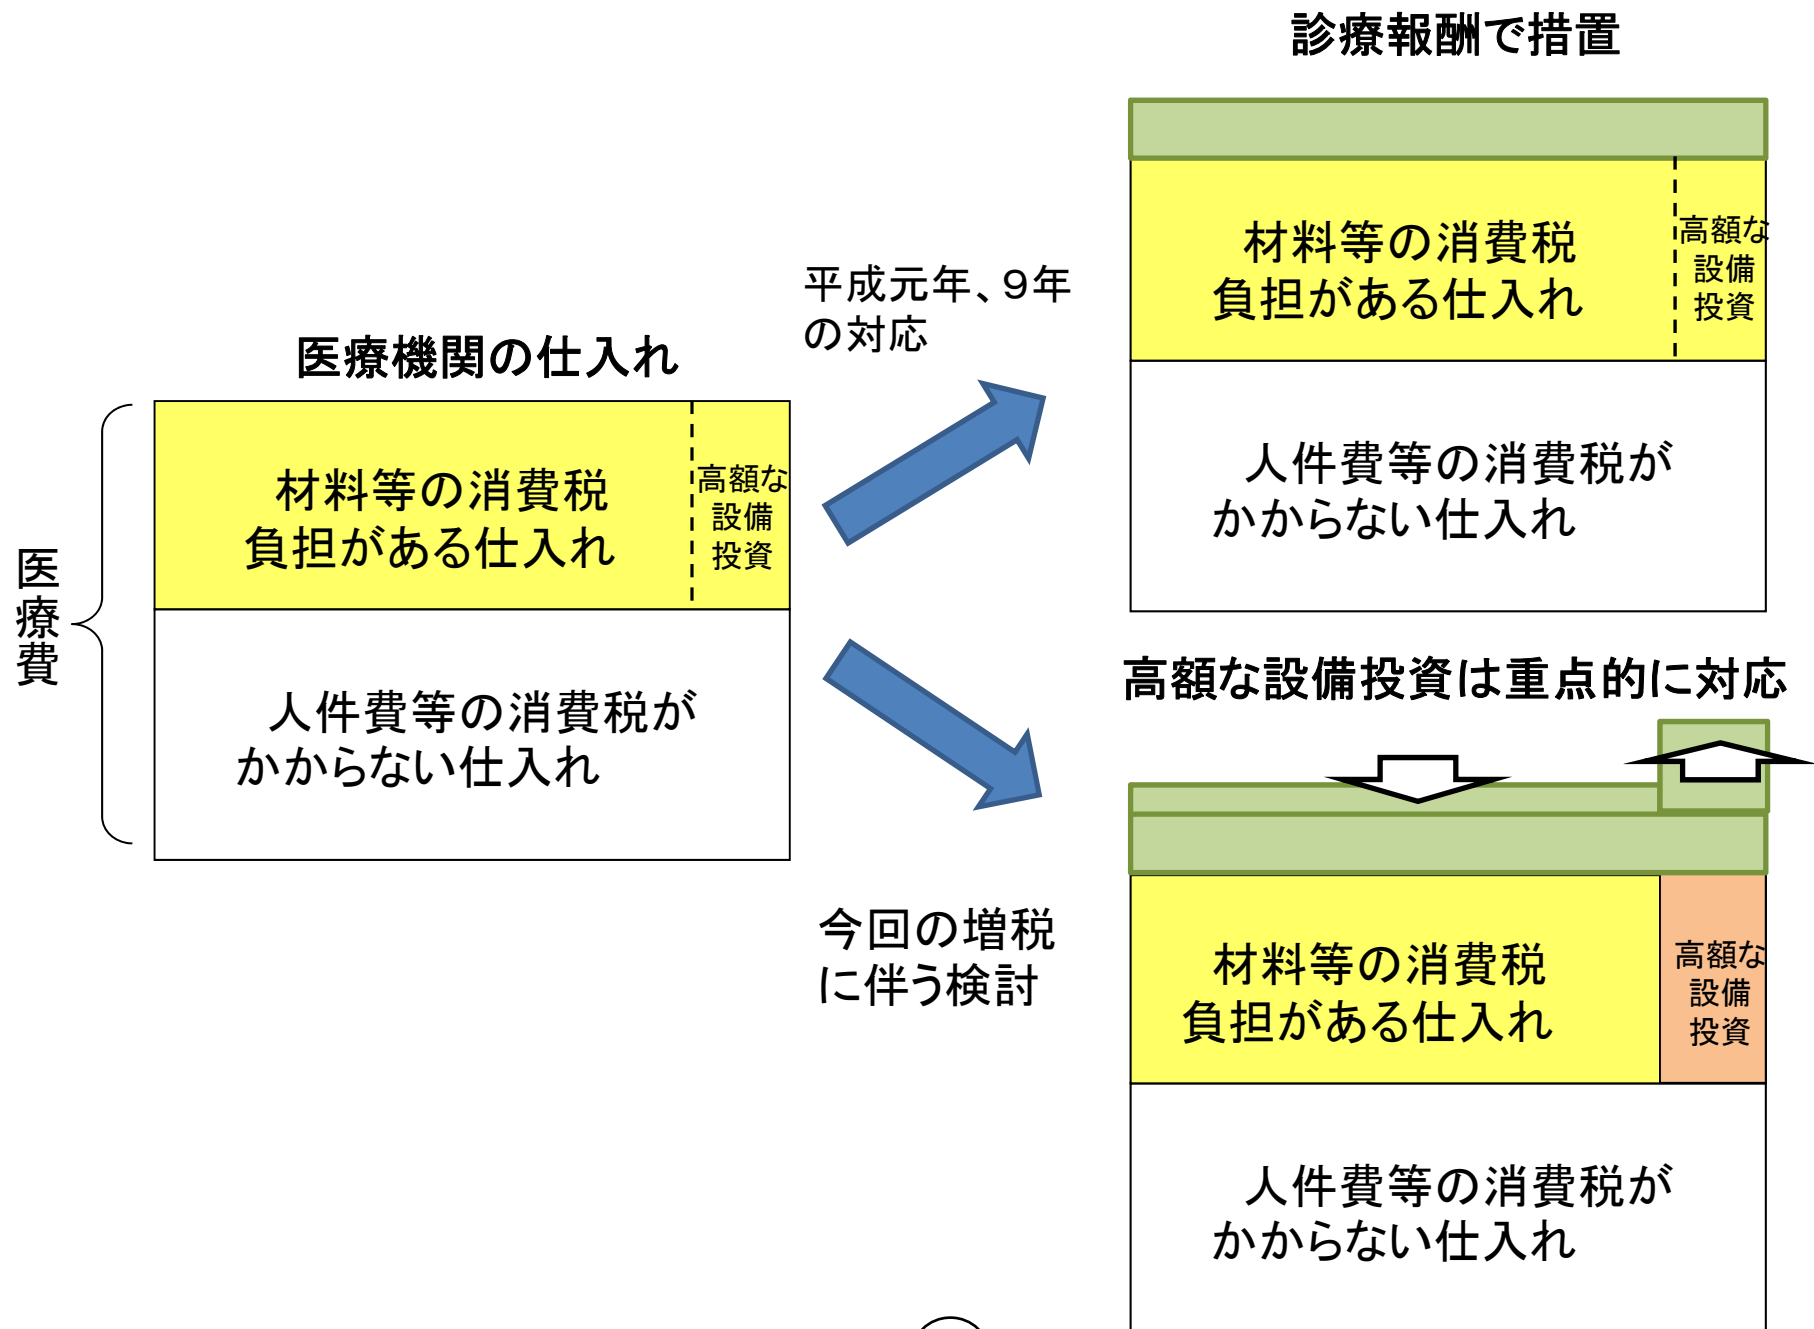 診療報酬で措置
材料等の消費税
負担がある仕入れ
高額な
設備
投資
人件費等の消費税が
かからない仕入れ
平成元年、９年
の対応
医療機関の仕入れ
医療費
材料等の消費税
負担がある仕入れ
高額な
設備
投資
人件費等の消費税が
かからない仕入れ
高額な設備投資は重点的に対応
今回の増税
に伴う検討
材料等の消費税
負担がある仕入れ
高額な
設備
投資
人件費等の消費税が
かからない仕入れ